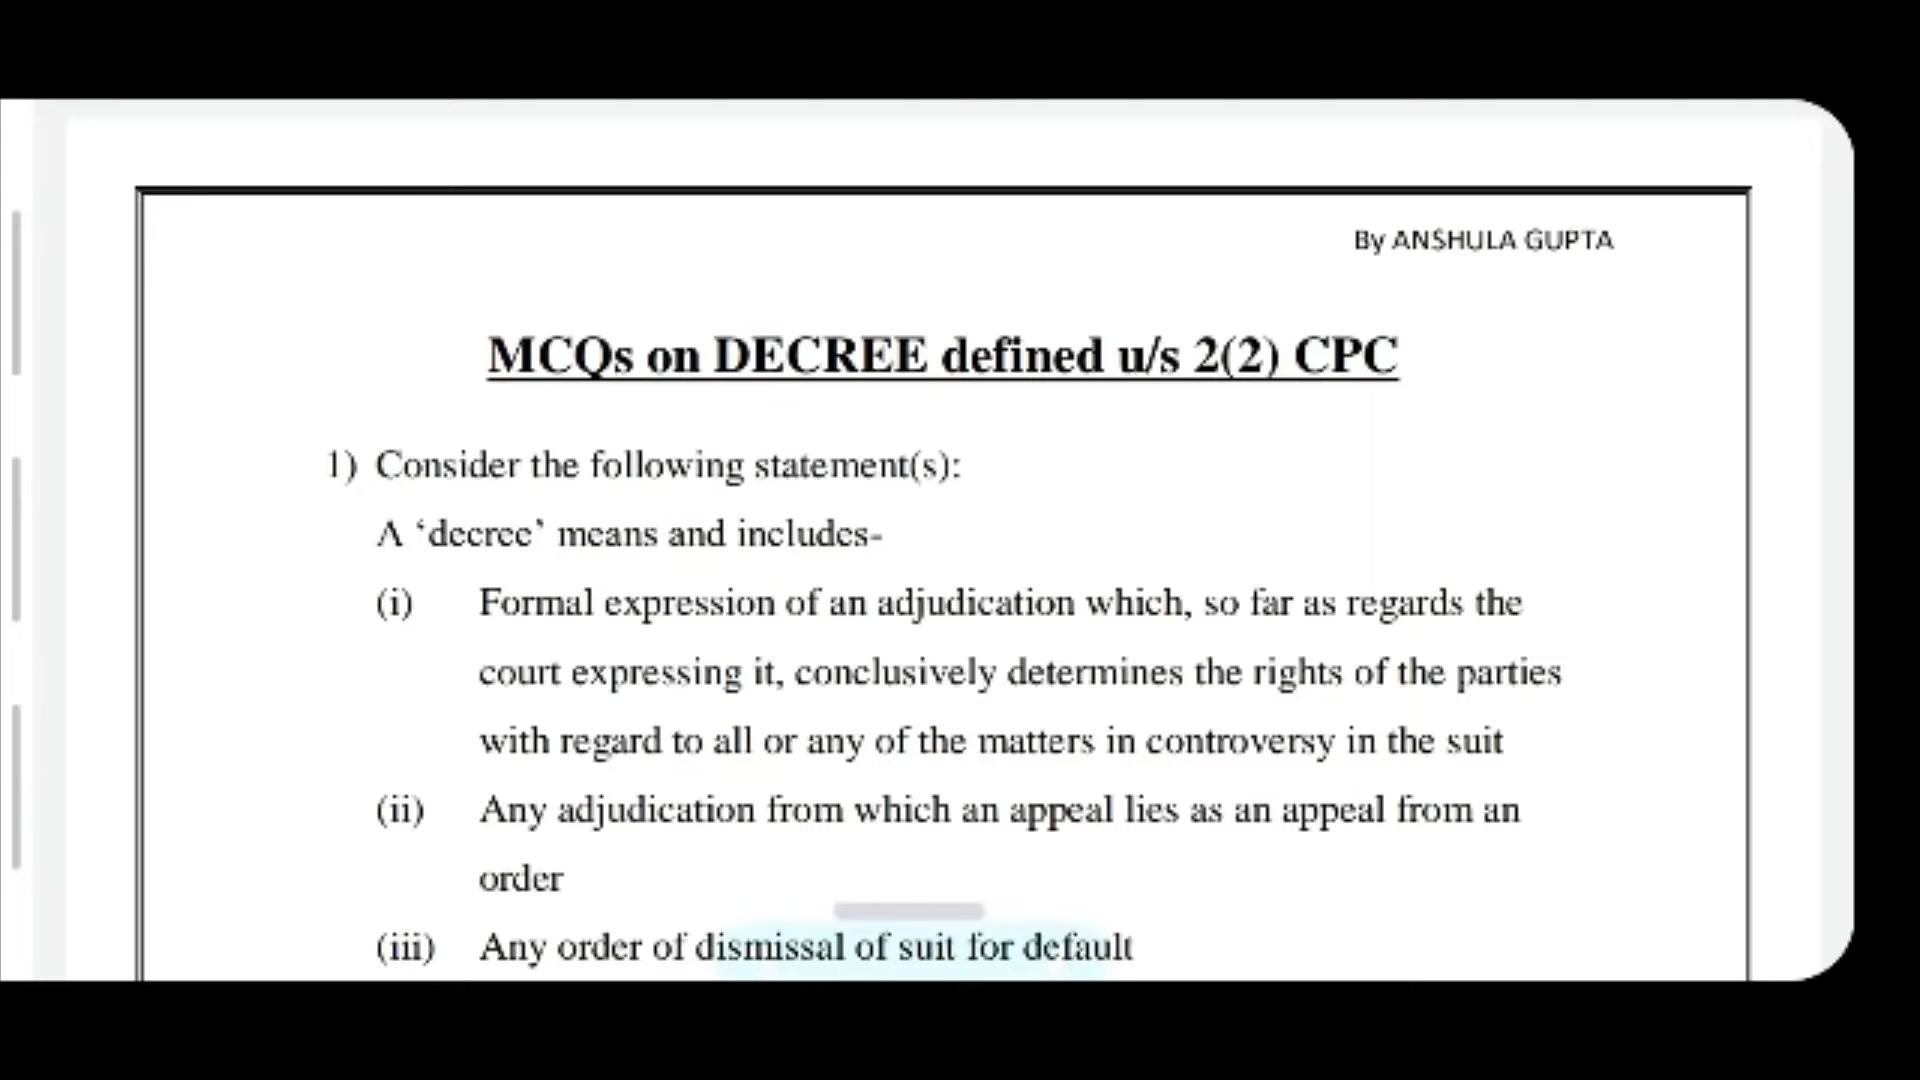 By ANSHULA GUPTA
MCQs on DECREE defined u/s 2(2) CPC
1) Consider the following statement(s):
A ‘decree’ means and includes-
(i) Formal expression of an adjudication which, so far as regards the
court expressing it, conclusively determines the rights of the parties
with regard to all or any of the matters in controversy in the suit
(ii) Any adjudication from which an appeal lies as an appeal from an
order
(iii) Any order of dismissal of suit for default